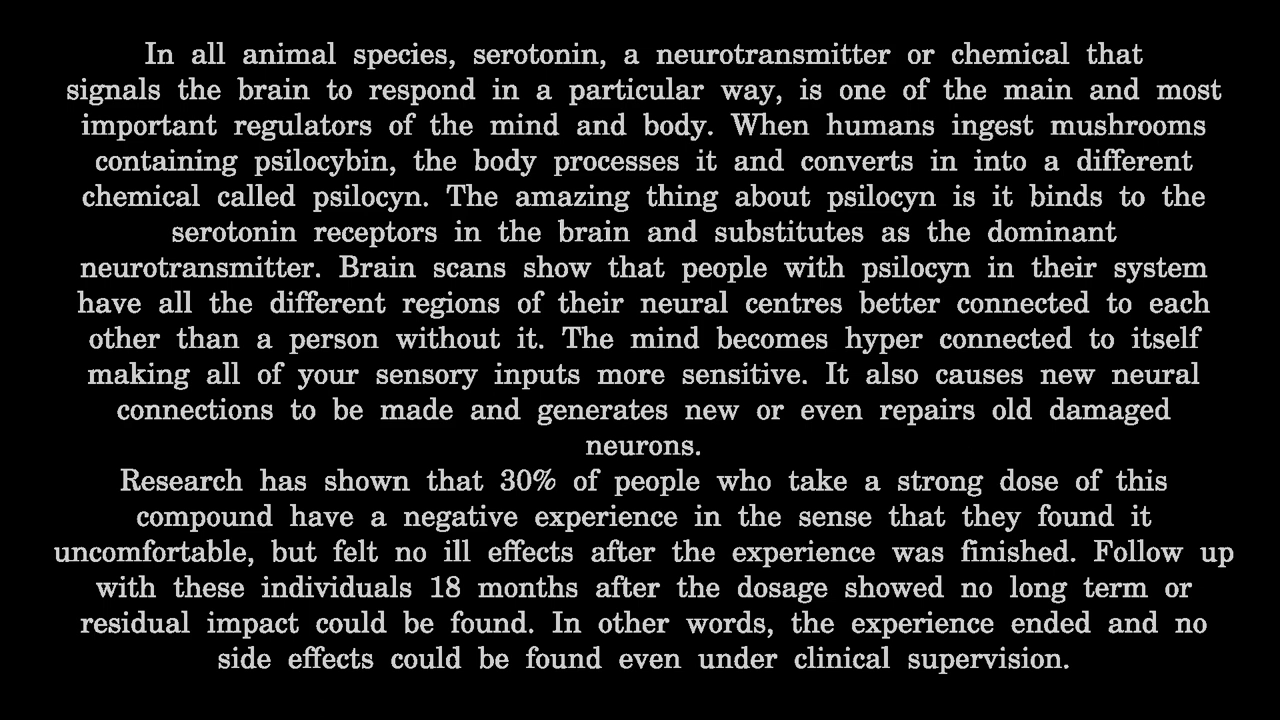 In all animal species, serotonin, a neurotransmitter or chemical that
signals the brain to respond in a particular way, is one of the main and most
important regulators of the mind and body. When humans ingest mushrooms
containing psilocybin, the body processes it and converts in into a different
chemical called psilocyn. The amazing thing about psilocyn is it binds to the
serotonin receptors in the brain and substitutes as the dominant
neurotransmitter. Brain scans show that people with psilocyn in their system
have all the different regions of their neural centres better connected to each
other than a person without it. The mind becomes hyper connected to itself
making all of your sensory inputs more sensitive. It also causes new neural
connections to be made and generates new or even repairs old damaged
neurons.
Research has shown that 30% of people who take a strong dose of this
compound have a negative experience in the sense that they found it
uncomfortable, but felt no ill effects after the experience was finished. Follow up
with these individuals 18 months after the dosage showed no long term or
residual impact could be found. In other words, the experience ended and no
side effects could be found even under clinical supervision.